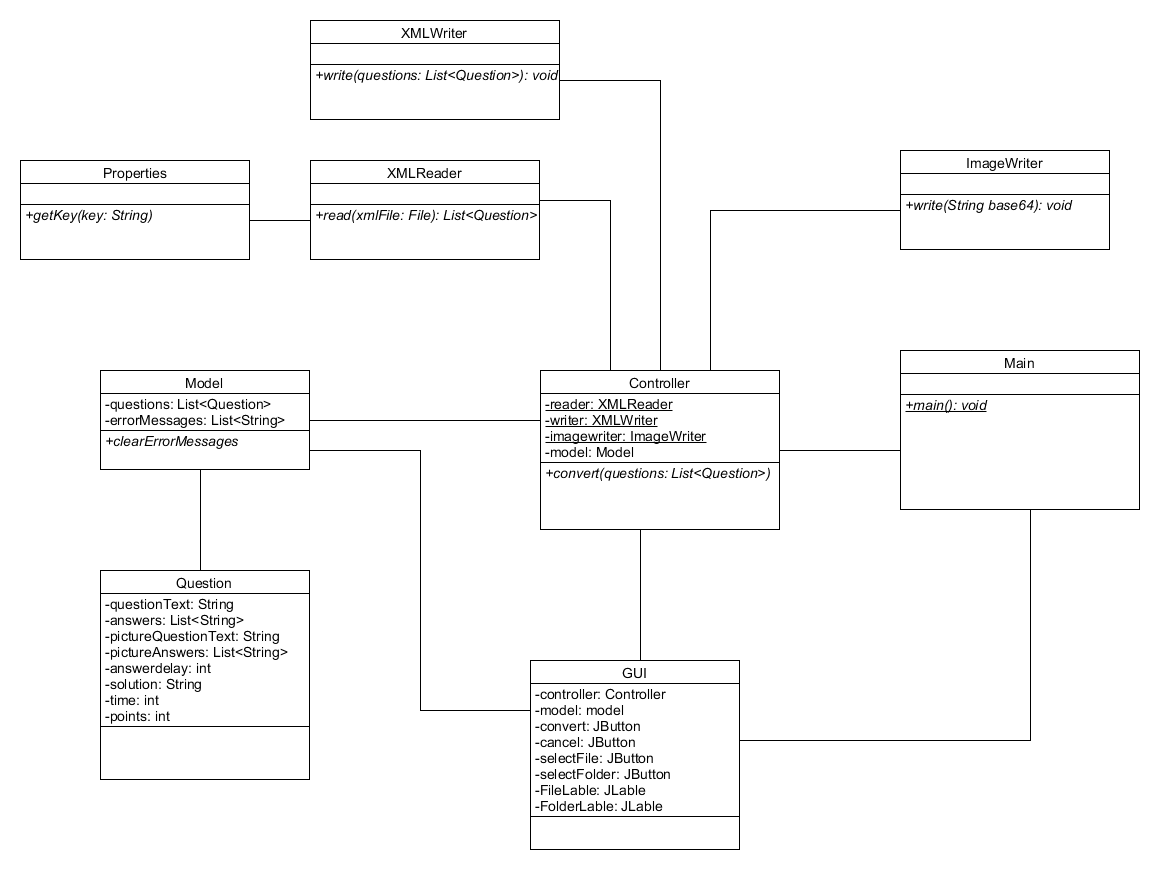 XMLWriter
+write(questions: List<Question>): void
Properties
+getKey(key: String)
XMLReader
+read(xmlFile: File): List<Question>
ImageWriter
+write(String base64): void
Model
-questions: List<Question>
-errorMessages: List<String>
+clearErrorMessages
Controller
-reader: XMLReader
-writer: XMLWriter
-imagewriter: ImageWriter
-model: Model
+convert(questions: List<Question>)
Main
+main(): void
Question
-questionText: String
-answers: List<String>
-pictureQuestionText: String
-pictureAnswers: List<String>
-answerdelay: int
-solution: String
-time: int
-points: int
GUI
-controller: Controller
-model: model
-convert: JButton
-cancel: JButton
-selectFile: JButton
-selectFolder: JButton
-FileLable: JLable
-FolderLable: JLable